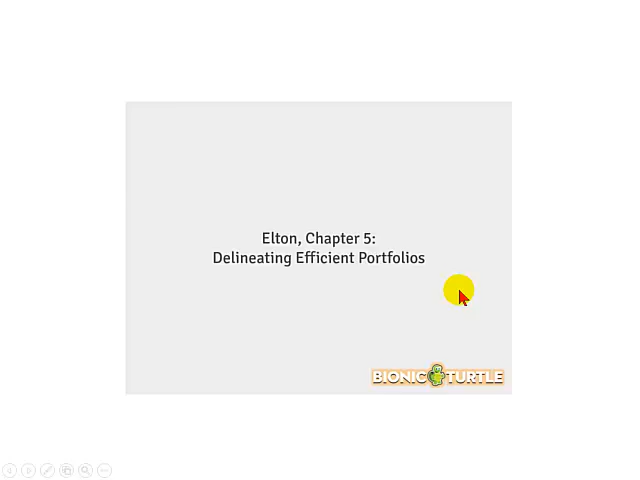 Elton, Chapter 5:
Delineating Efficient Portfolios
BIONIC TURTLE